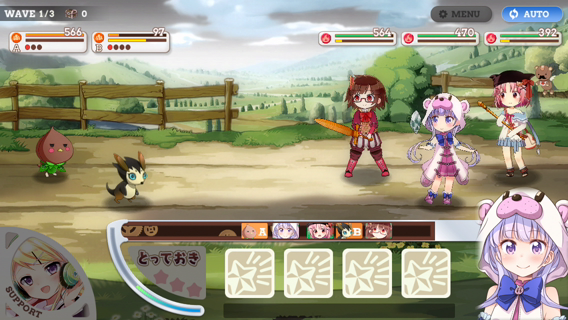 WAVE 1/3 0
MENU
AUTO
566
97
564
470
392
A
B
A
B
とっておき
SUPPORT